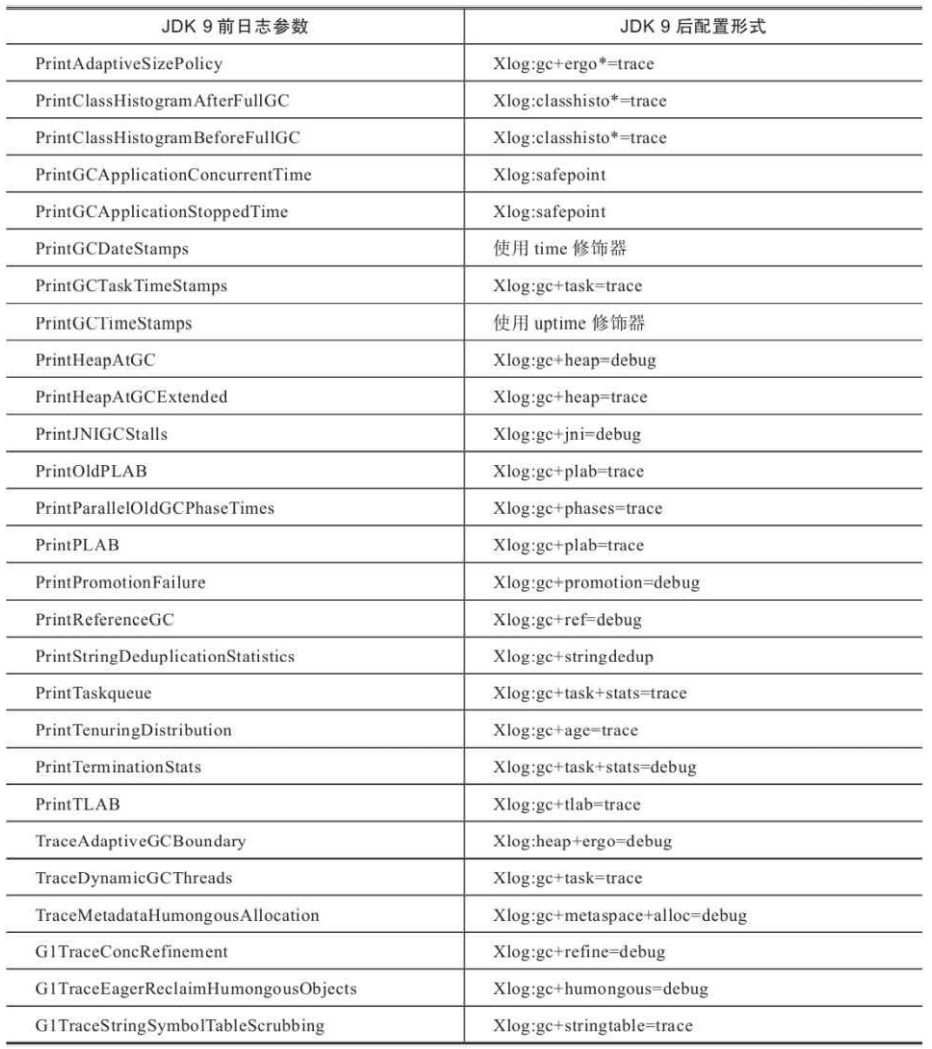 JDK 9 前日志参数 JDK 9 后配置形式
PrintAdaptiveSizePolicy Xlog:gc+ergo*=trace
PrintClassHistogramAfterFullGC Xlog:classhisto*=trace
PrintClassHistogramBeforeFullGC Xlog:classhisto*=trace
PrintGCApplicationConcurrentTime Xlog:safepoint
PrintGCApplicationStoppedTime Xlog:safepoint
PrintGCDateStamps 使用 time 修饰器
PrintGCTaskTimeStamps Xlog:gc+task=trace
PrintGCTimeStamps 使用 uptime 修饰器
PrintHeapAtGC Xlog:gc+heap=debug
PrintHeapAtGCExtended Xlog:gc+heap=trace
PrintJNIGCStalls Xlog:gc+jni=debug
PrintOldPLAB Xlog:gc+plab=trace
PrintParallelOldGCPhaseTimes Xlog:gc+phases=trace
PrintPLAB Xlog:gc+plab=trace
PrintPromotionFailure Xlog:gc+promotion=debug
PrintReferenceGC Xlog:gc+ref=debug
PrintStringDeduplicationStatistics Xlog:gc+stringdedup
PrintTaskqueue Xlog:gc+task+stats=trace
PrintTenuringDistribution Xlog:gc+age=trace
PrintTerminationStats Xlog:gc+task+stats=debug
PrintTLAB Xlog:gc+tlab=trace
TraceAdaptiveGCBoundary Xlog:heap+ergo=debug
TraceDynamicGCThreads Xlog:gc+task=trace
TraceMetadataHumongousAllocation Xlog:gc+metaspace+alloc=debug
G1TraceConcRefinement Xlog:gc+refine=debug
G1TraceEagerReclaimHumongousObjects Xlog:gc+humongous=debug
G1TraceStringSymbolTableScrubbing Xlog:gc+stringtable=trace